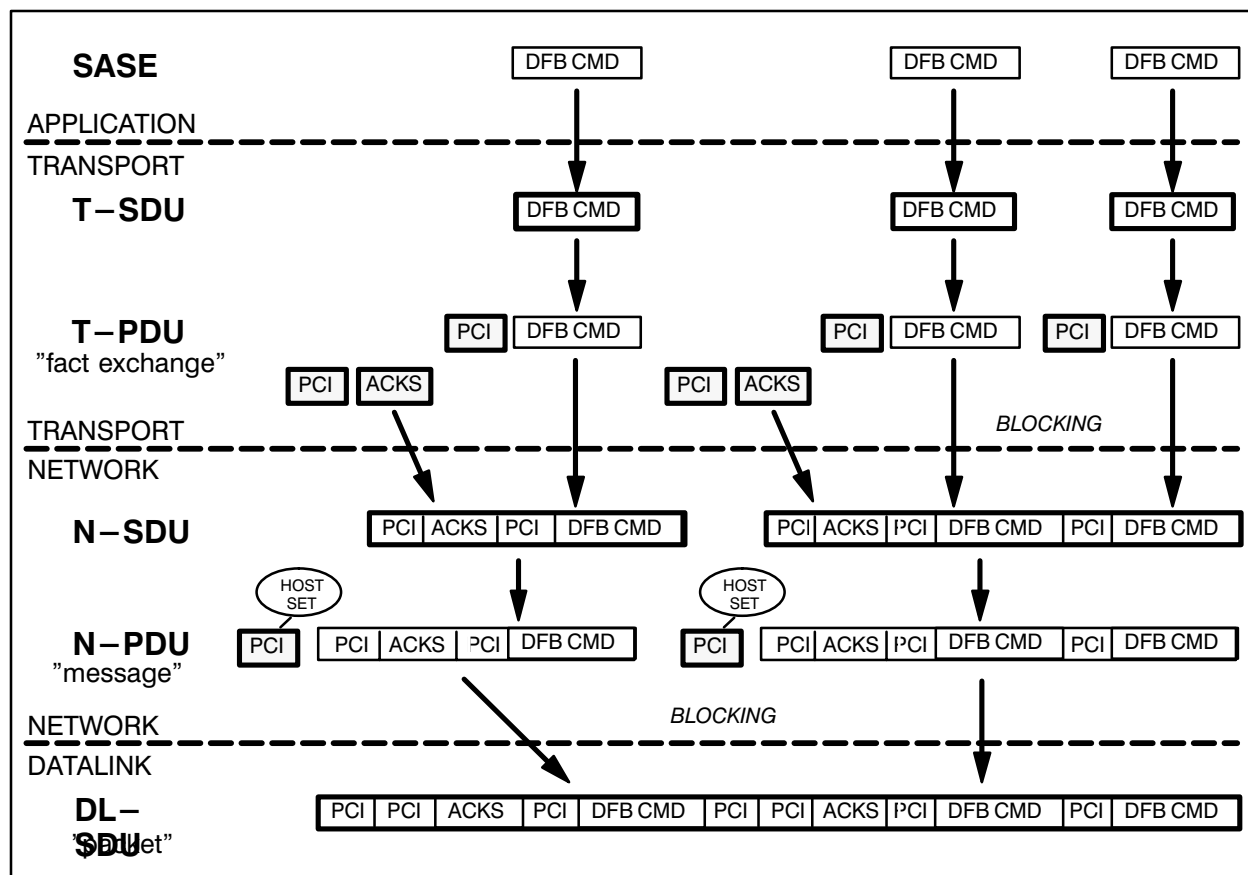 SASE DFB CMD DFB CMD DFB CMD
APPLICATION
TRANSPORT
T–SDU DFB CMD DFB CMD DFB CMD
T–PDU PCI DFB CMD PCI DFB CMD PCI DFB CMD
”fact exchange”
PCI ACKS PCI ACKS
TRANSPORT BLOCKING
NETWORK
N–SDU PCI ACKS PCI DFB CMD PCI ACKS PCI DFB CMD PCI DFB CMD
HOST SET HOST SET
N–PDU PCI PCI ACKS PCI DFB CMD PCI PCI ACKS PCI DFB CMD PCI DFB CMD
”message”
NETWORK BLOCKING
DATALINK
DL–SDU PCI PCI ACKS PCI DFB CMD PCI PCI ACKS PCI DFB CMD PCI DFB CMD
”packet”